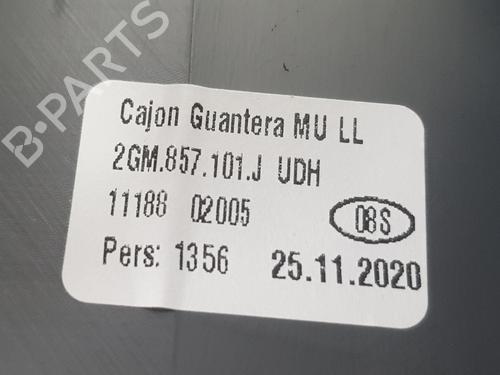 B-PARTS
Cajon Guantera MU LL
2GM.857.101.J UDH
11188 02005
08S
Pers: 1356 25.11.2020